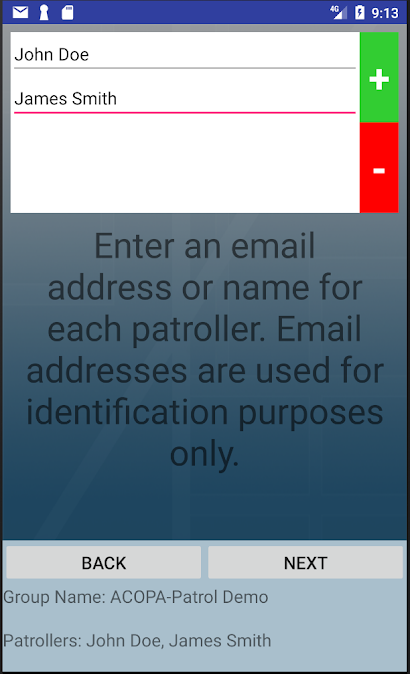 4G 9:13
John Doe
+
James Smith
-
Enter an email
address or name for
each patroller. Email
addresses are used for
identification purposes
only.
BACK NEXT
Group Name: ACOPA-Patrol Demo
Patrollers: John Doe, James Smith